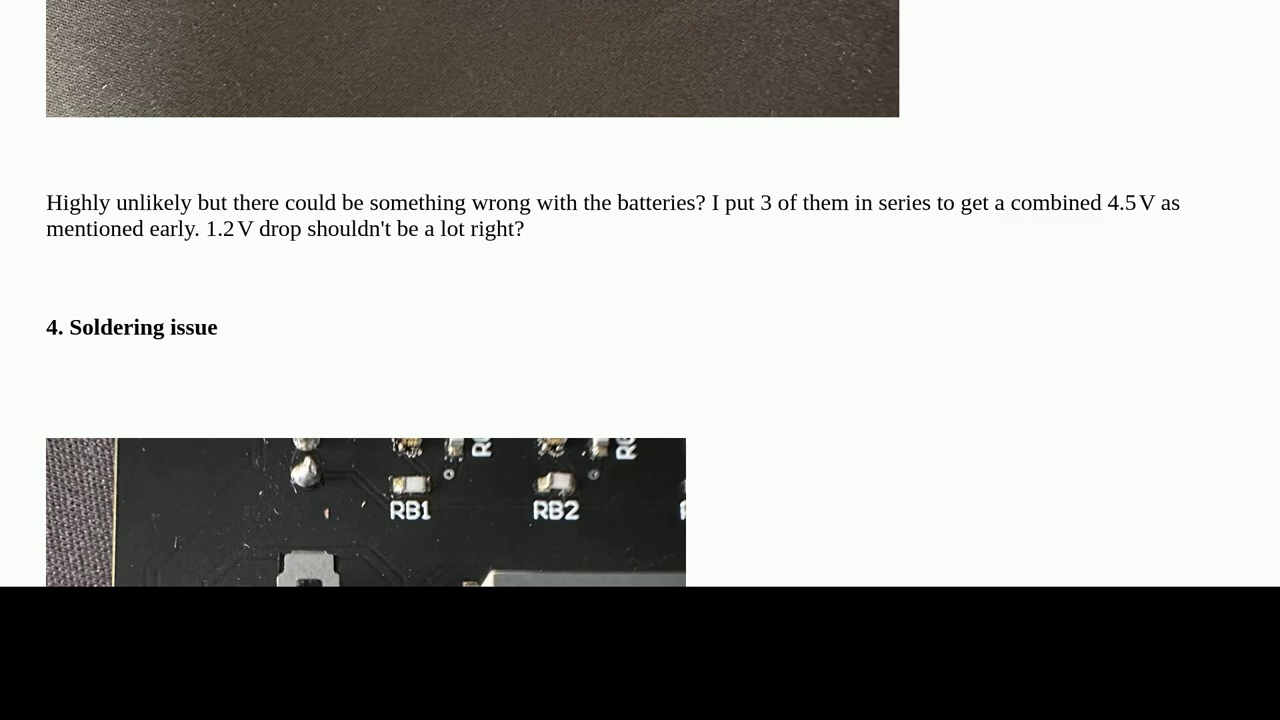 Highly unlikely but there could be something wrong with the batteries? I put 3 of them in series to get a combined 4.5 V as
mentioned early. 1.2 V drop shouldn't be a lot right?
4. Soldering issue
RB1
RB2